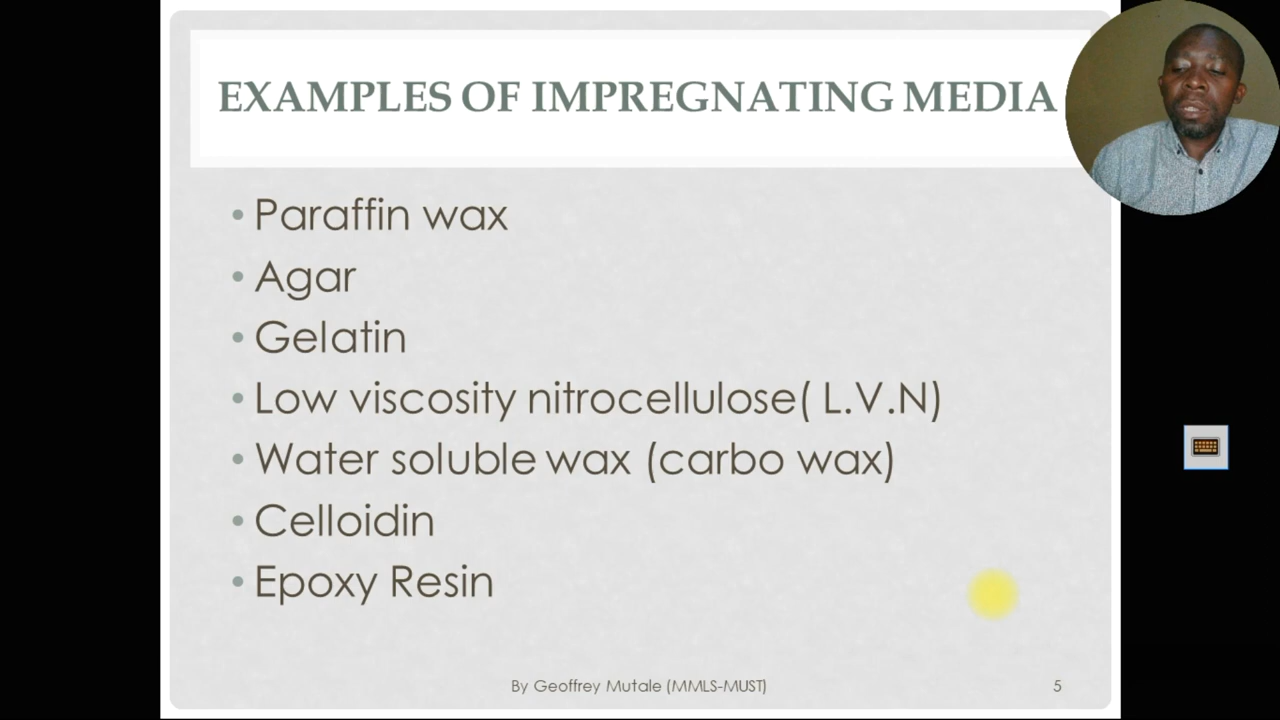 EXAMPLES OF IMPREGNATING MEDIA
• Paraffin wax
• Agar
• Gelatin
• Low viscosity nitrocellulose( L.V.N)
• Water soluble wax (carbo wax)
• Celloidin
• Epoxy Resin
By Geoffrey Mutale (MMLS-MUST)
5